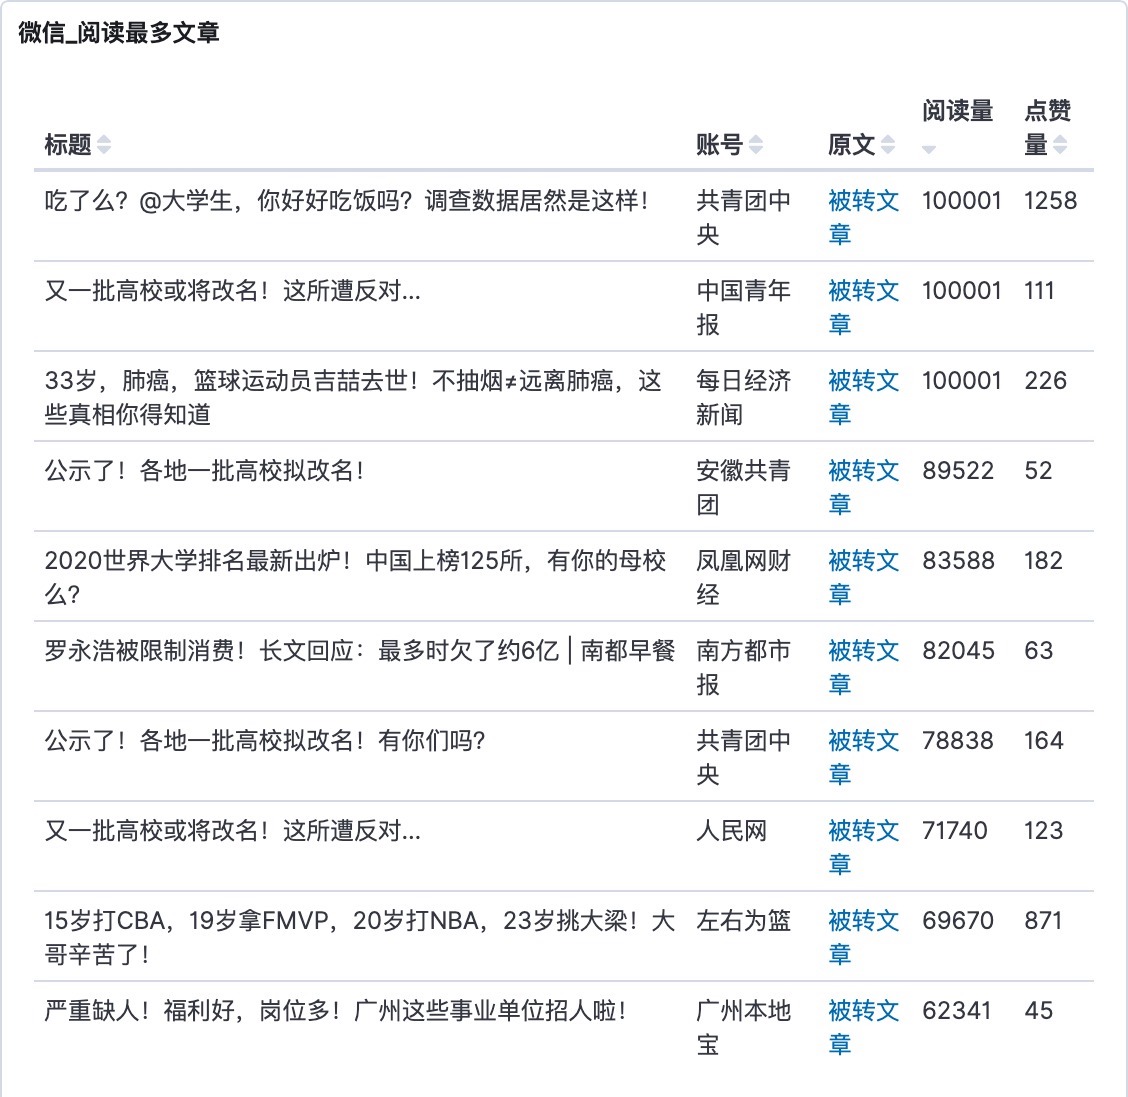 微信_阅读最多文章
标题 账号 原文 阅读量 点赞量
吃了么？@大学生，你好好吃饭吗？调查数据居然是这样！ 共青团中央 被转文章 100001 1258
又一批高校或将改名！这所遭反对... 中国青年报 被转文章 100001 111
33岁，肺癌，篮球运动员吉喆去世！不抽烟≠远离肺癌，这些真相你得知道 每日经济新闻 被转文章 100001 226
公示了！各地一批高校拟改名！ 安徽共青团 被转文章 89522 52
2020世界大学排名最新出炉！中国上榜125所，有你的母校么？ 凤凰网财经 被转文章 83588 182
罗永浩被限制消费！长文回应：最多时欠了约6亿 | 南都早餐 南方都市报 被转文章 82045 63
公示了！各地一批高校拟改名！有你们吗？ 共青团中央 被转文章 78838 164
又一批高校或将改名！这所遭反对... 人民网 被转文章 71740 123
15岁打CBA，19岁拿FMVP，20岁打NBA，23岁挑大梁！大哥辛苦了！ 左右为篮 被转文章 69670 871
严重缺人！福利好，岗位多！广州这些事业单位招人啦！ 广州本地宝 被转文章 62341 45